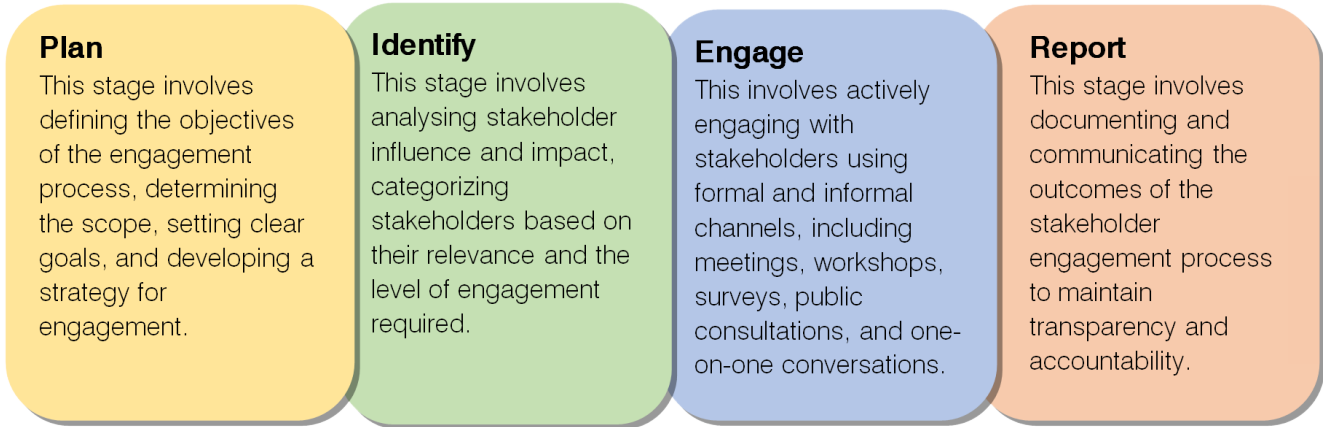 Plan
This stage involves
defining the objectives
of the engagement
process, determining
the scope, setting clear
goals, and developing a
strategy for
engagement.
Identify
This stage involves
analysing stakeholder
influence and impact,
categorizing
stakeholders based on
their relevance and the
level of engagement
required.
Engage
This involves actively
engaging with
stakeholders using
formal and informal
channels, including
meetings, workshops,
surveys, public
consultations, and one-
on-one conversations.
Report
This stage involves
documenting and
communicating the
outcomes of the
stakeholder
engagement process
to maintain
transparency and
accountability.